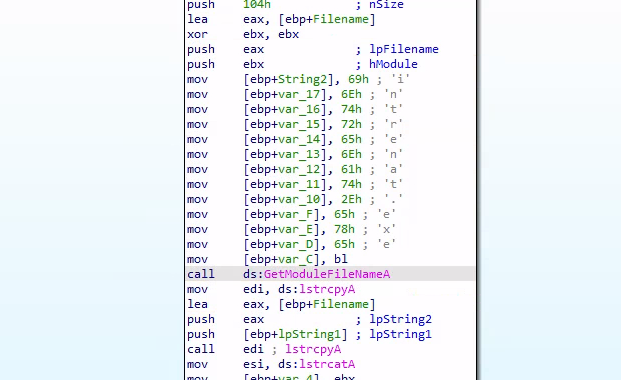 push 104h ; nSize
lea eax, [ebp+Filename]
xor ebx, ebx
push eax ; lpFilename
push ebx ; hModule
mov [ebp+String2], 69h ; 'i'
mov [ebp+var_17], 6Eh ; 'n'
mov [ebp+var_16], 74h ; 't'
mov [ebp+var_15], 72h ; 'r'
mov [ebp+var_14], 65h ; 'e'
mov [ebp+var_13], 6Eh ; 'n'
mov [ebp+var_12], 61h ; 'a'
mov [ebp+var_11], 74h ; 't'
mov [ebp+var_10], 2Eh ; '.'
mov [ebp+var_F], 65h ; 'e'
mov [ebp+var_E], 78h ; 'x'
mov [ebp+var_D], 65h ; 'e'
mov [ebp+var_C], bl
call ds:GetModuleFileNameA
mov edi, ds:lstrcpyA
lea eax, [ebp+Filename]
push eax ; lpString2
push [ebp+lpString1] ; lpString1
call edi ; lstrcpyA
mov esi, ds:lstrcatA
mov [ebp+var_4], ebx